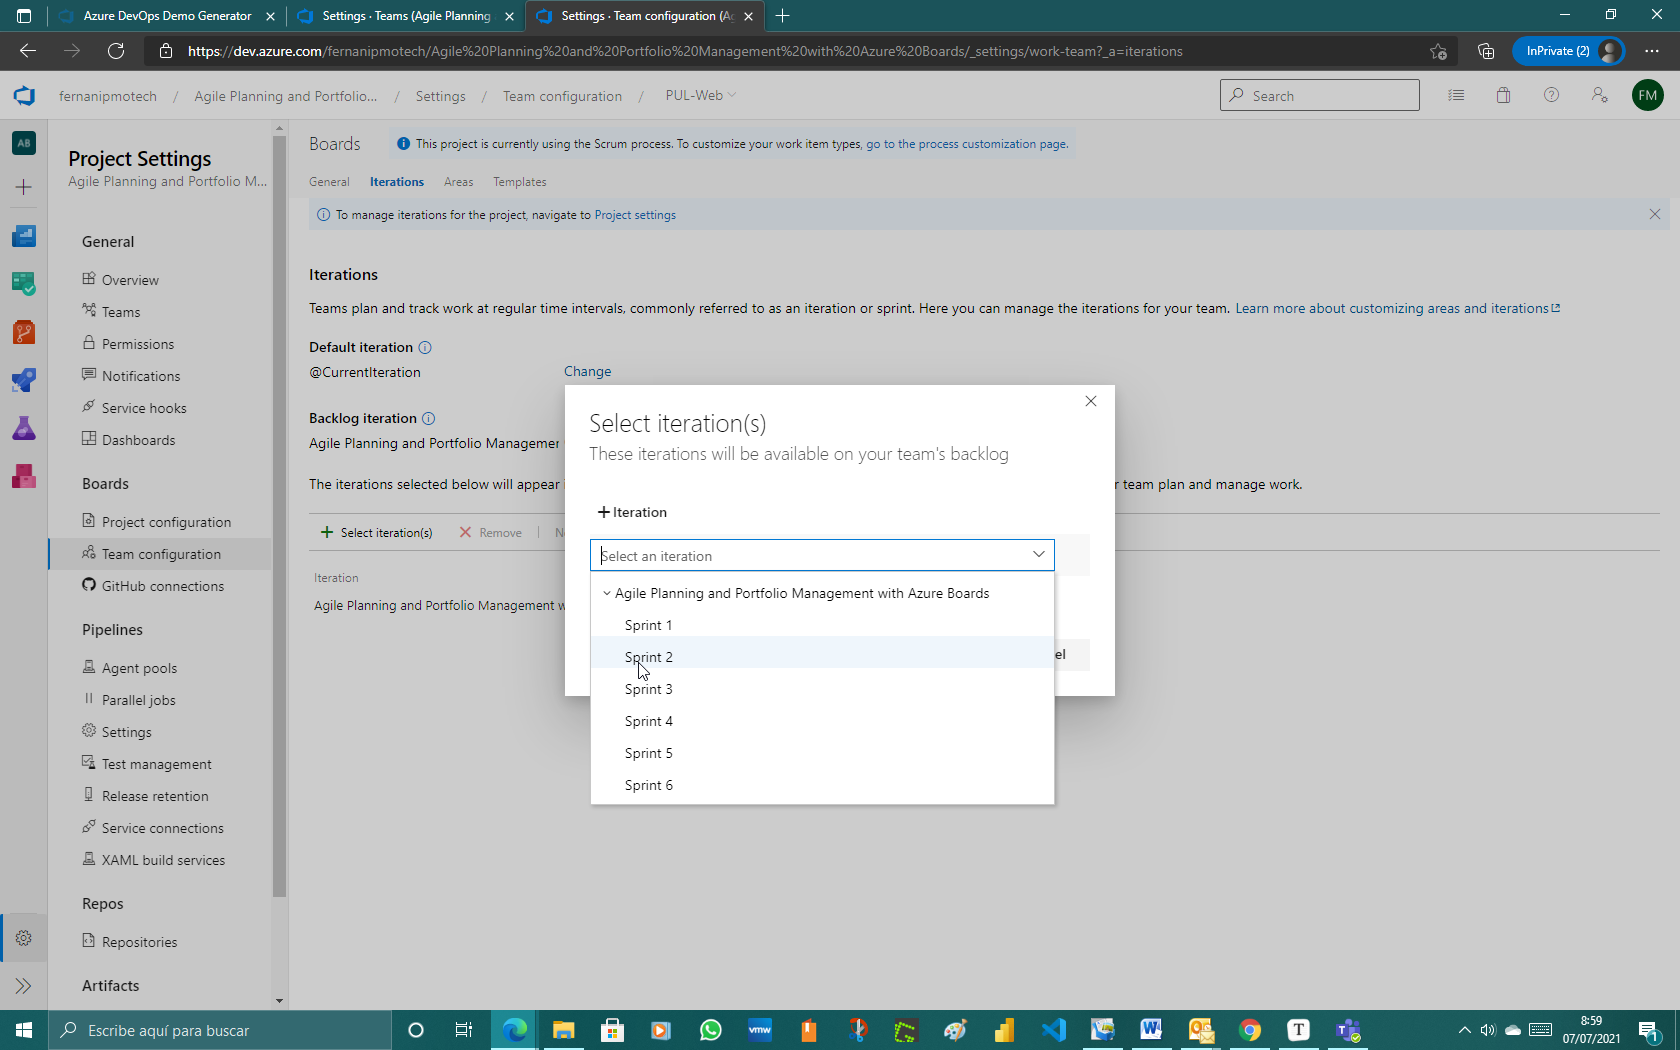 Azure DevOps Demo Generator
Settings · Teams (Agile Planning
Settings · Team configuration (Ag
https://dev.azure.com/fernanipmotech/Agile%20Planning%20and%20Portfolio%20Management%20with%20Azure%20Boards/_settings/work-team?_a=iterations
InPrivate (2)
fernanipmotech / Agile Planning and Portfolio... / Settings / Team configuration / PUL-Web
Search
FM
AB
Project Settings
Agile Planning and Portfolio M...
General
Overview
Teams
Permissions
Notifications
Service hooks
Dashboards
Boards
Project configuration
Team configuration
GitHub connections
Pipelines
Agent pools
Parallel jobs
Settings
Test management
Release retention
Service connections
XAML build services
Repos
Repositories
Artifacts
Boards
This project is currently using the Scrum process. To customize your work item types, go to the process customization page.
General Iterations Areas Templates
To manage iterations for the project, navigate to Project settings
Iterations
Teams plan and track work at regular time intervals, commonly referred to as an iteration or sprint. Here you can manage the iterations for your team. Learn more about customizing areas and iterations
Default iteration
@CurrentIteration Change
Backlog iteration
Agile Planning and Portfolio Managemen
The iterations selected below will appear r team plan and manage work.
Select iteration(s) Remove
Iteration
Agile Planning and Portfolio Management w
Select iteration(s)
These iterations will be available on your team's backlog
Iteration
Select an iteration
Agile Planning and Portfolio Management with Azure Boards
Sprint 1
Sprint 2
Sprint 3
Sprint 4
Sprint 5
Sprint 6
el
Escribe aquí para buscar
vmw
8:59
07/07/2021
1